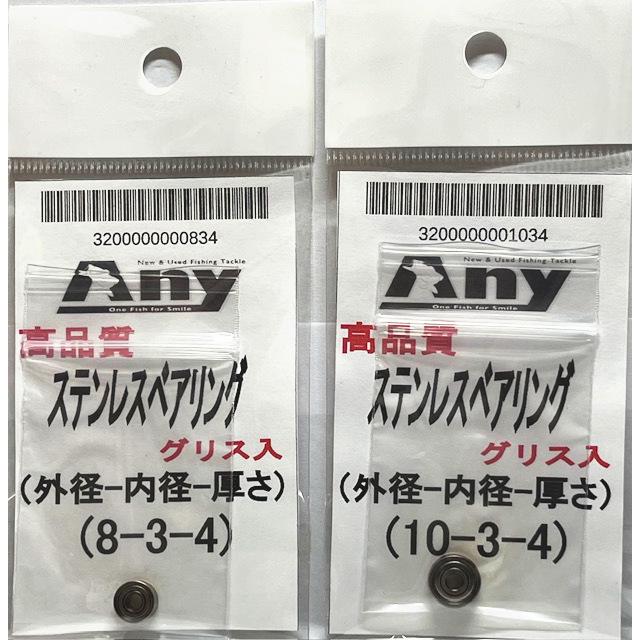 3200000000834
New & Used Fishing Tackle
Any
One Fish for Smile
高品質
ステンレスベアリング
グリス入
(外径-内径-厚さ)
(8-3-4)
3200000001034
New & Used Fishing Tackle
Any
One Fish for Smile
高品質
ステンレスベアリング
グリス入
(外径-内径-厚さ)
(10-3-4)